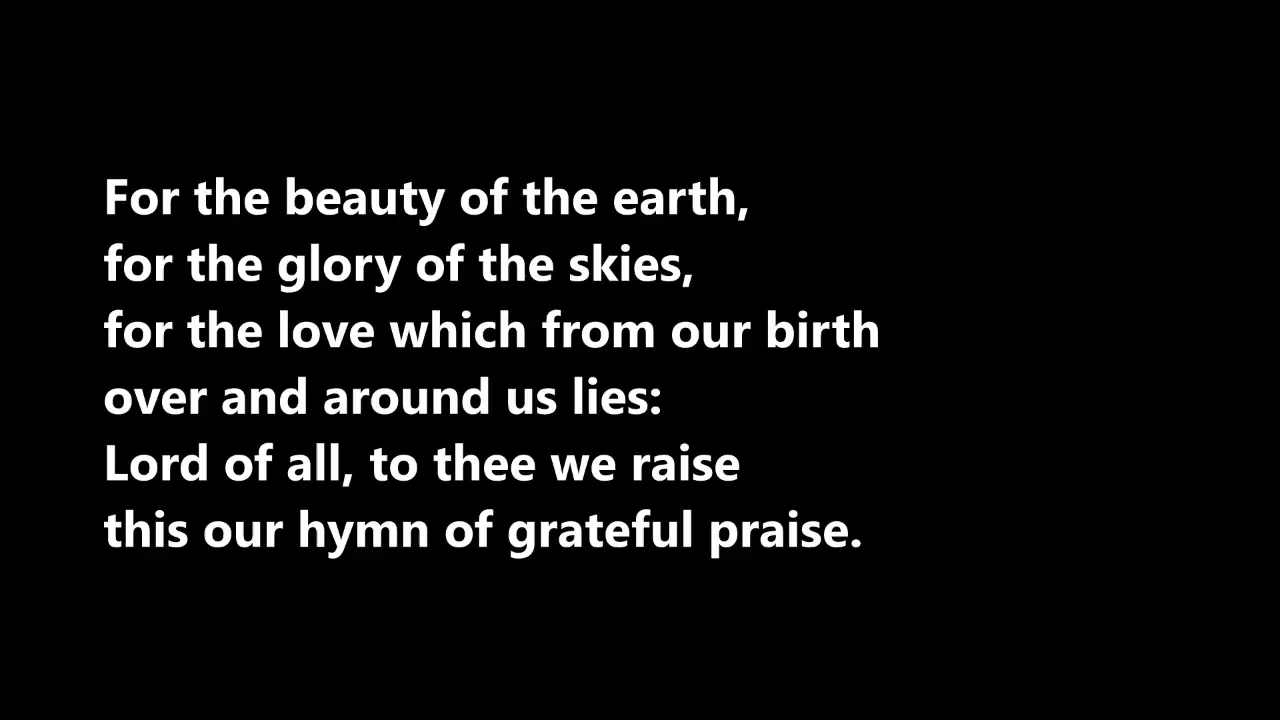 For the beauty of the earth,
for the glory of the skies,
for the love which from our birth
over and around us lies:
Lord of all, to thee we raise
this our hymn of grateful praise.